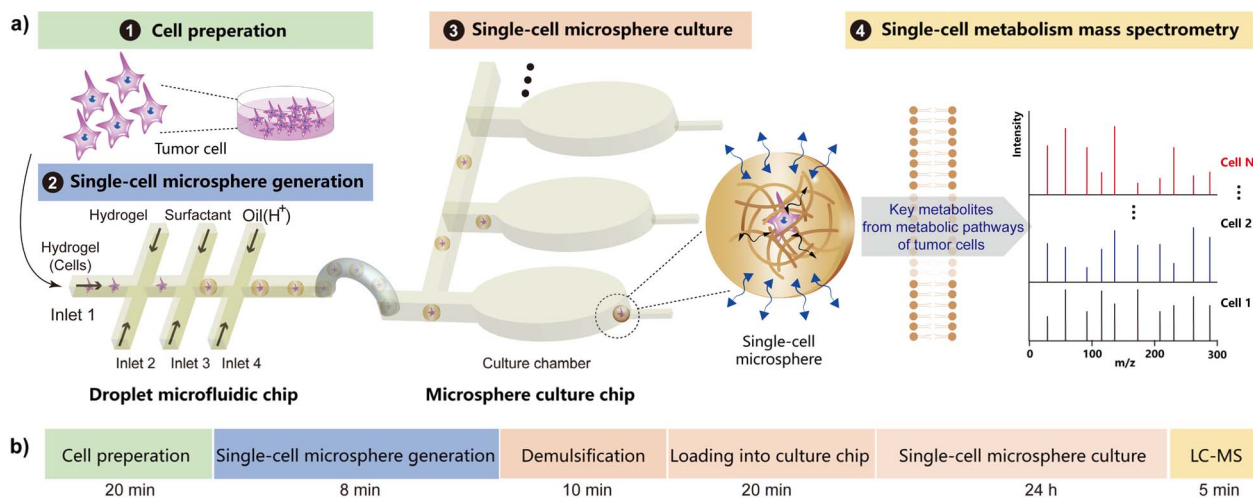 a)
1 Cell preparation
Tumor cell
2 Single-cell microsphere generation
Hydrogel Surfactant Oil(H+)
Hydrogel
(Cells)
Inlet 1
Inlet 2 Inlet 3 Inlet 4
Droplet microfluidic chip
3 Single-cell microsphere culture
Culture chamber
Microsphere culture chip
Single-cell
microsphere
4 Single-cell metabolism mass spectrometry
Key metabolites
from metabolic pathways
of tumor cells
Intensity
Cell N
Cell 2
Cell 1
0 100 200 300
m/z
b)
Cell preparation Single-cell microsphere generation Demulsification Loading into culture chip Single-cell microsphere culture LC-MS
20 min 8 min 10 min 20 min 24 h 5 min